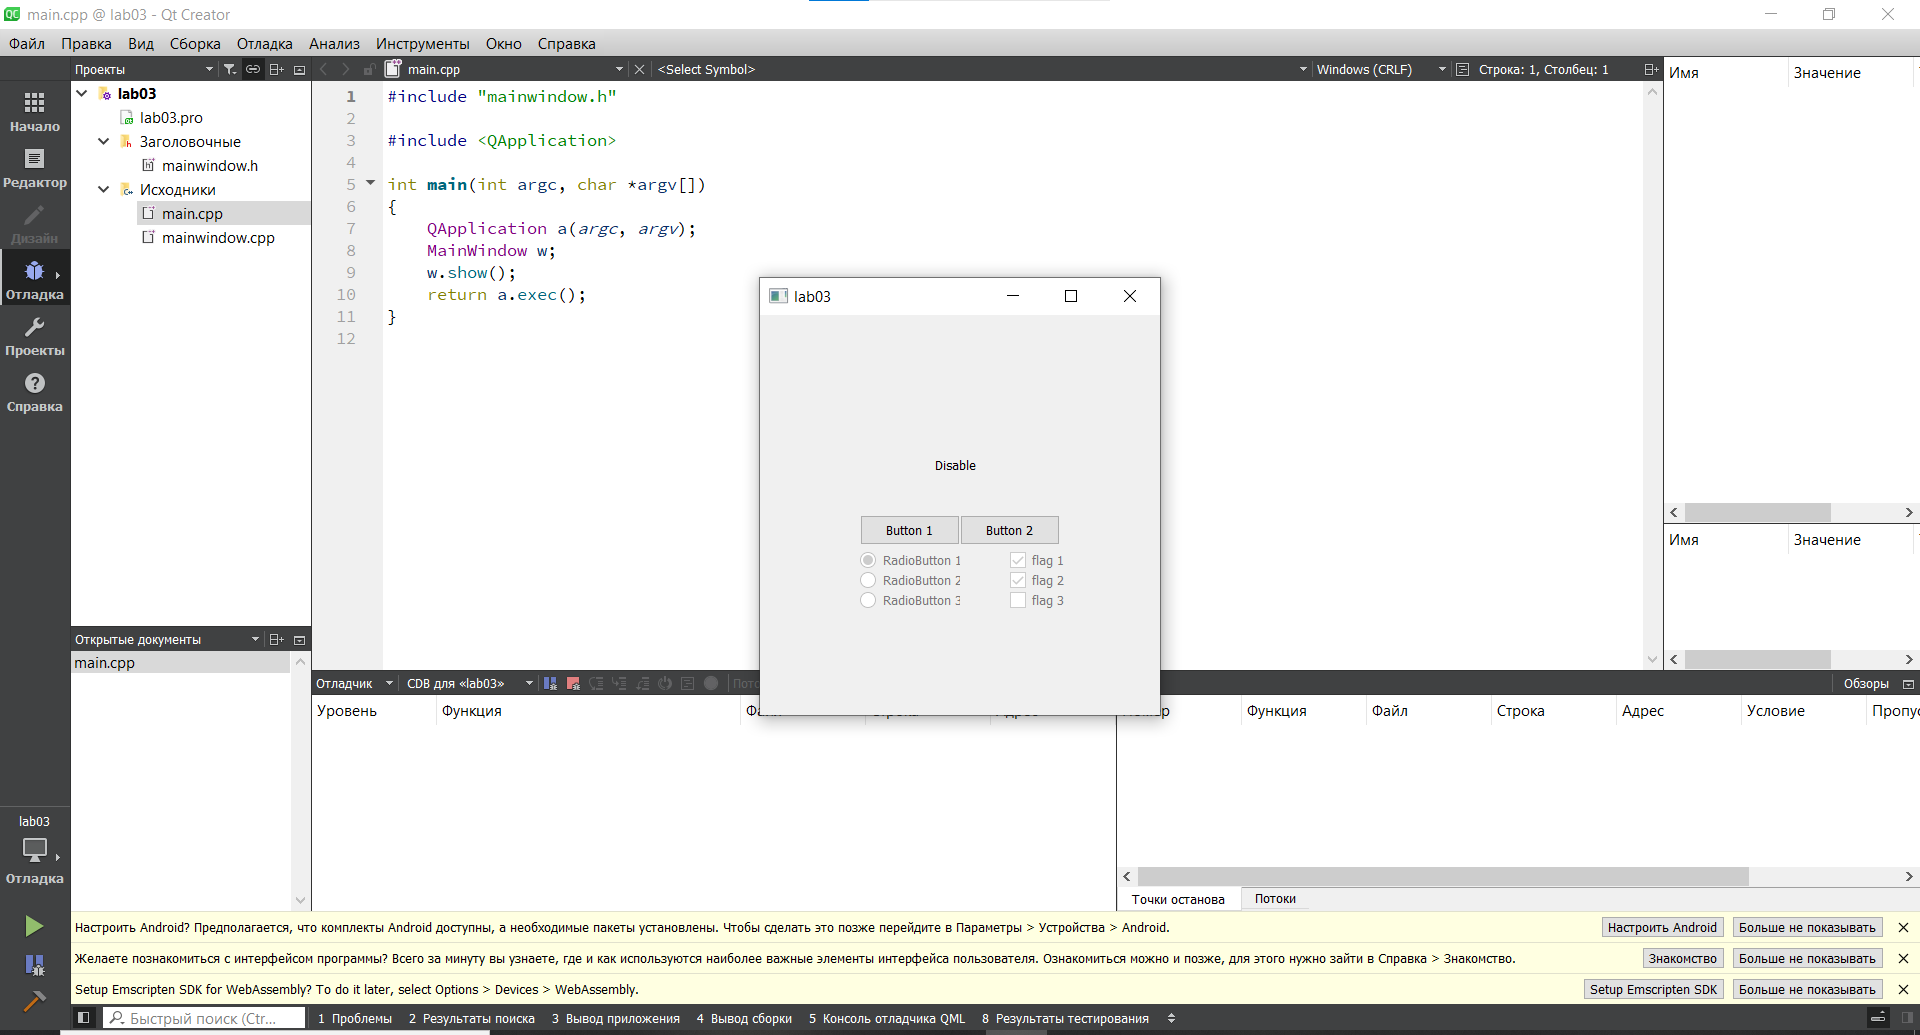 main.cpp @ lab03 - Qt Creator
Файл Правка Вид Сборка Отладка Анализ Инструменты Окно Справка
Проекты
main.cpp
<Select Symbol>
Windows (CRLF)
Строка: 1, Столбец: 1
Имя Значение
Начало
Редактор
Дизайн
Отладка
Проекты
Справка
lab03
lab03.pro
Заголовочные
mainwindow.h
Исходники
main.cpp
mainwindow.cpp
1 #include "mainwindow.h"
2
3 #include <QApplication>
4
5 int main(int argc, char *argv[])
6 {
7 QApplication a(argc, argv);
8 MainWindow w;
9 w.show();
10 return a.exec();
11 }
12
lab03
Disable
Button 1 Button 2
RadioButton 1 flag 1
RadioButton 2 flag 2
RadioButton 3 flag 3
Имя Значение
Открытые документы
main.cpp
Отладчик CDB для «lab03»
Обзоры
Уровень Функция
Функция Файл Строка Адрес Условие
Точки останова Потоки
lab03
Отладка
Настроить Android? Предполагается, что комплекты Android доступны, а необходимые пакеты установлены. Чтобы сделать это позже перейдите в Параметры > Устройства > Android.
Настроить Android Больше не показывать
Желаете познакомиться с интерфейсом программы? Всего за минуту вы узнаете, где и как используются наиболее важные элементы интерфейса пользователя. Ознакомиться можно и позже, для этого нужно зайти в Справка > Знакомство.
Знакомство Больше не показывать
Setup Emscripten SDK for WebAssembly? To do it later, select Options > Devices > WebAssembly.
Setup Emscripten SDK Больше не показывать
Быстрый поиск (Ctr...
1 Проблемы 2 Результаты поиска 3 Вывод приложения 4 Вывод сборки 5 Консоль отладчика QML 8 Результаты тестирования